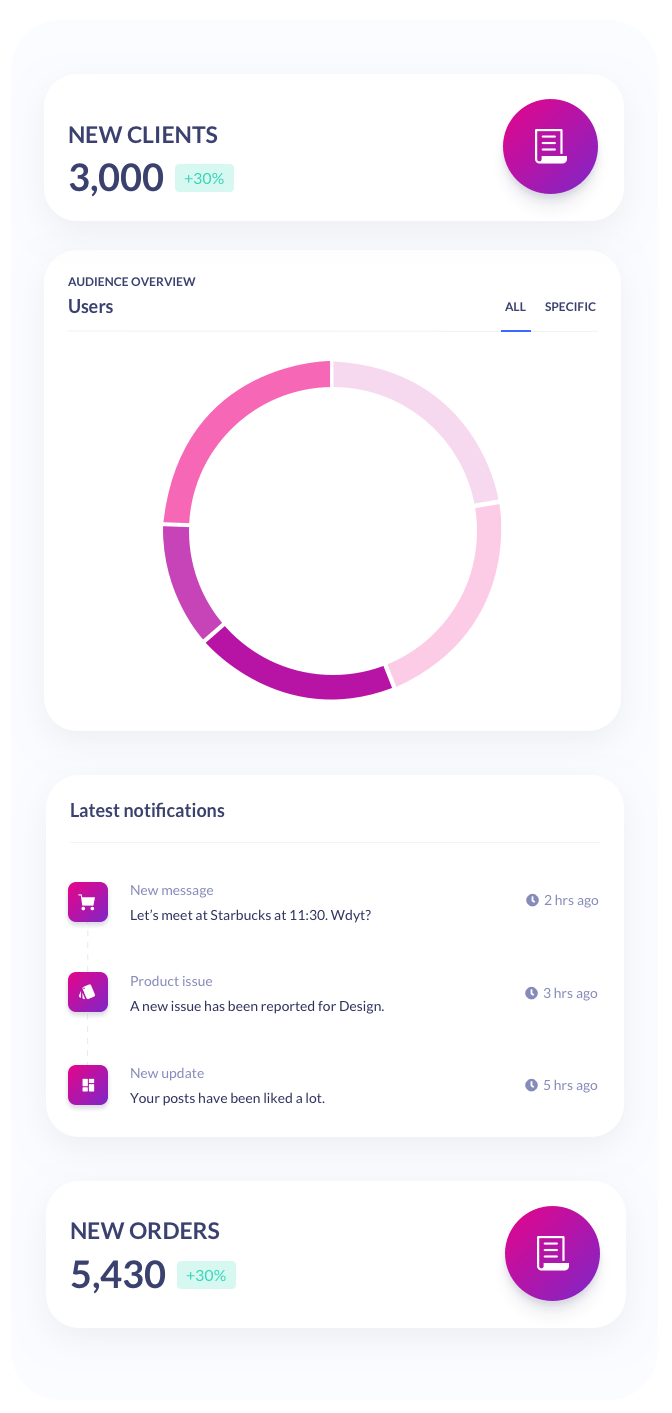 NEW CLIENTS
3,000 +30%
AUDIENCE OVERVIEW
Users
ALL SPECIFIC
Latest notifications
New message
2 hrs ago
Let’s meet at Starbucks at 11:30. Wdyt?
Product issue
3 hrs ago
A new issue has been reported for Design.
New update
5 hrs ago
Your posts have been liked a lot.
NEW ORDERS
5,430 +30%